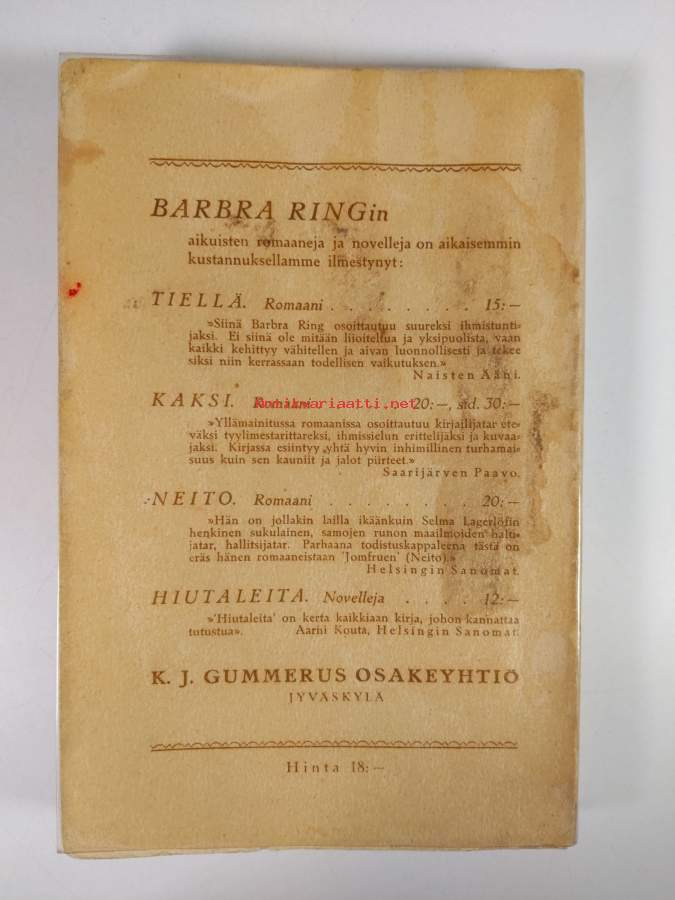 BARBRA RINGin
aikuisten romaaneja ja novelleja on aikaisemmin
kustannuksellamme ilmestynyt:
TIELLÄ. Romaani . . . . . . . . 15:—
»Siinä Barbra Ring osoittautuu suureksi ihmistunti-
jaksi. Ei siinä ole mitään liioiteltua ja yksipuolista, vaan
kaikki kehittyy vähitellen ja aivan luonnollisesti ja tekee
siksi niin kerrassaan todellisen vaikutuksen.»
Naisten Ääni.
KAKSI. Romaani 20:—, sid. 30:—
Antikvariaatti.net
»Yllämainitussa romaanissa osoittautuu kirjailijatar ete-
väksi tyylimestarittareksi, ihmissielun erittelijäksi ja kuvaa-
jaksi. Kirjassa esiintyy yhtä hyvin inhimillinen turhamai-
suus kuin sen kauniit ja jalot piirteet.»
Saarijärven Paavo.
NEITO. Romaani . . . . . . . . 20:—
»Hän on jollakin lailla ikäänkuin Selma Lagerlöfin
henkinen sukulainen, samojen runon maailmoiden halti-
jatar, hallitsijatar. Parhaana todistuskappaleena tästä on
eräs hänen romaaneistaan 'Jomfruen' (Neito).»
Helsingin Sanomat.
HIUTALEITA. Novelleja . . . . 12:—
»'Hiutaleita' on kerta kaikkiaan kirja, johon kannattaa
tutustua». Aarni Kouta, Helsingin Sanomat.
K. J. GUMMERUS OSAKEYHTIÖ
JYVÄSKYLÄ
Hinta 18:—